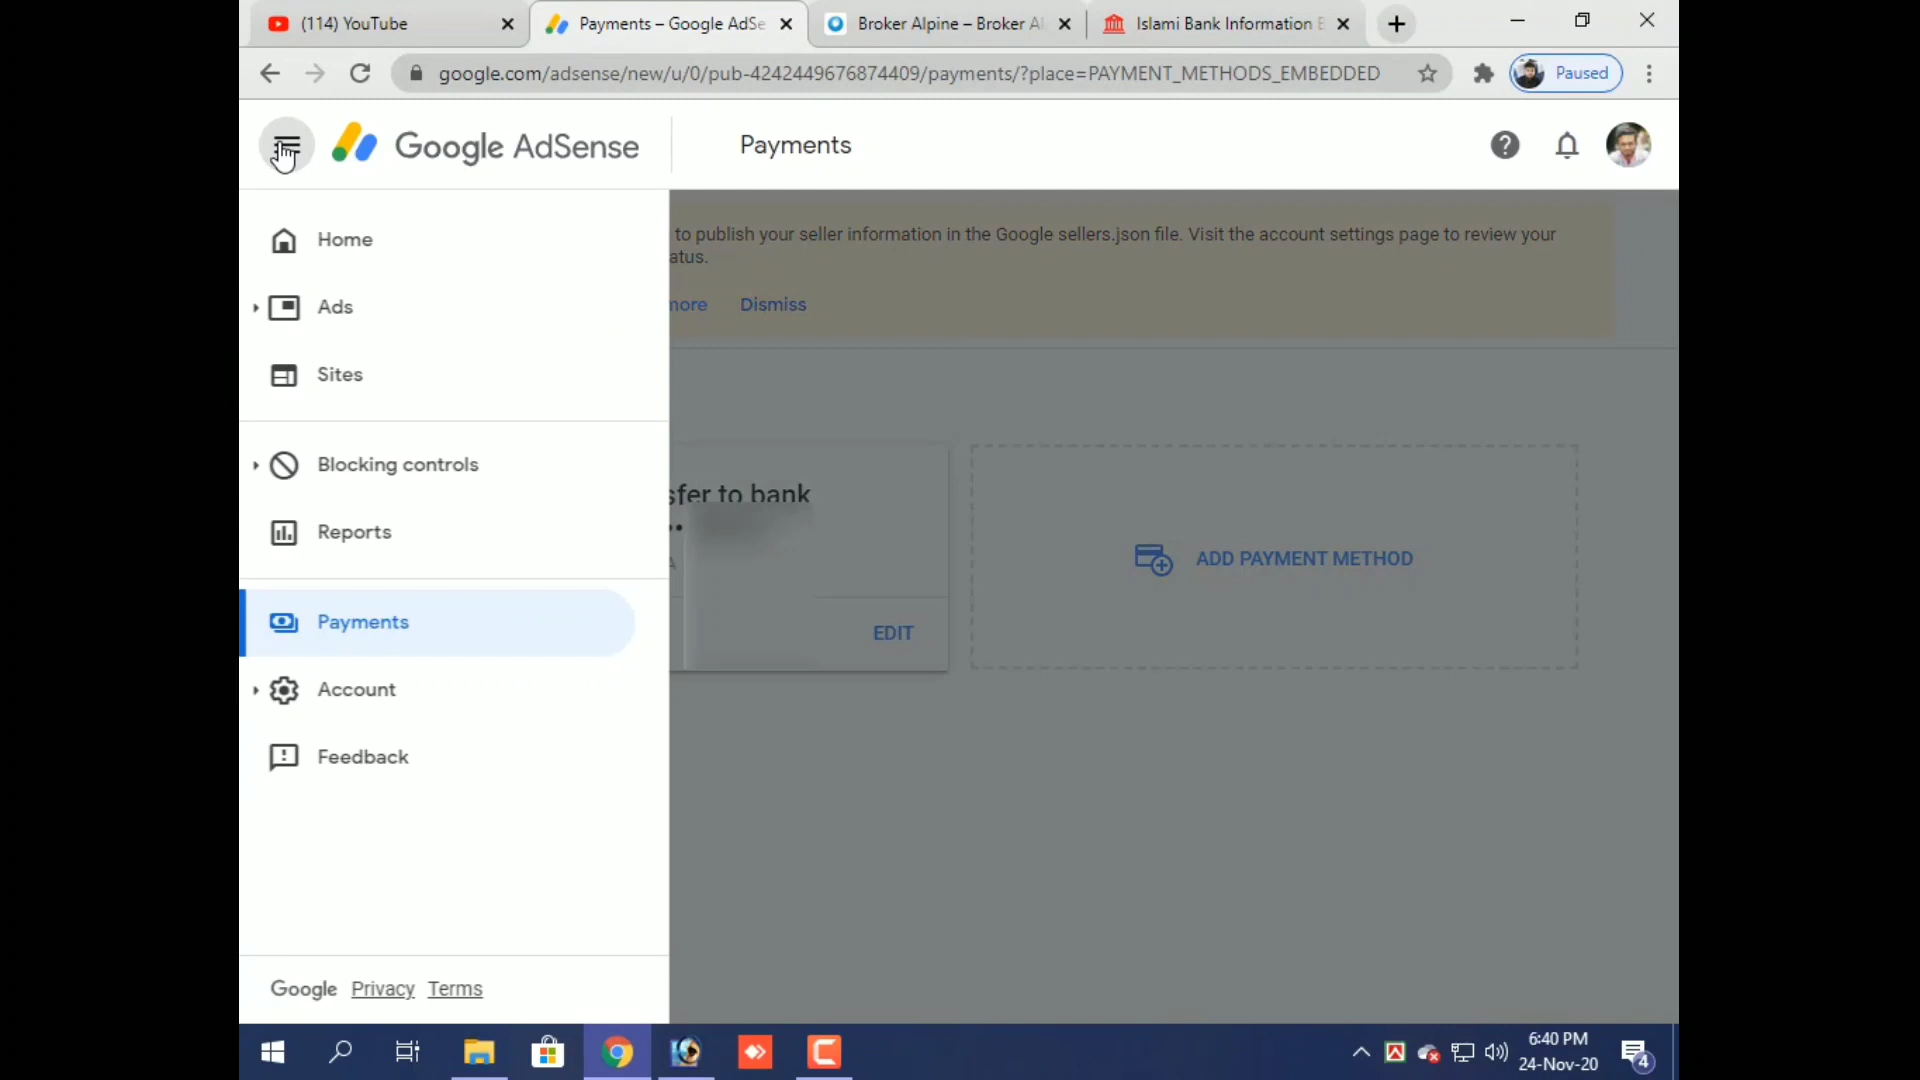 (114) YouTube
Payments – Google AdSe
Broker Alpine – Broker Al
Islami Bank Information
google.com/adsense/new/u/0/pub-4242449676874409/payments/?place=PAYMENT_METHODS_EMBEDDED
Paused
Google AdSense
Payments
Home
Ads
Sites
Blocking controls
Reports
Payments
Account
Feedback
Google Privacy Terms
to publish your seller information in the Google sellers.json file. Visit the account settings page to review your
atus.
more Dismiss
sfer to bank
EDIT
ADD PAYMENT METHOD
6:40 PM
24-Nov-20
4